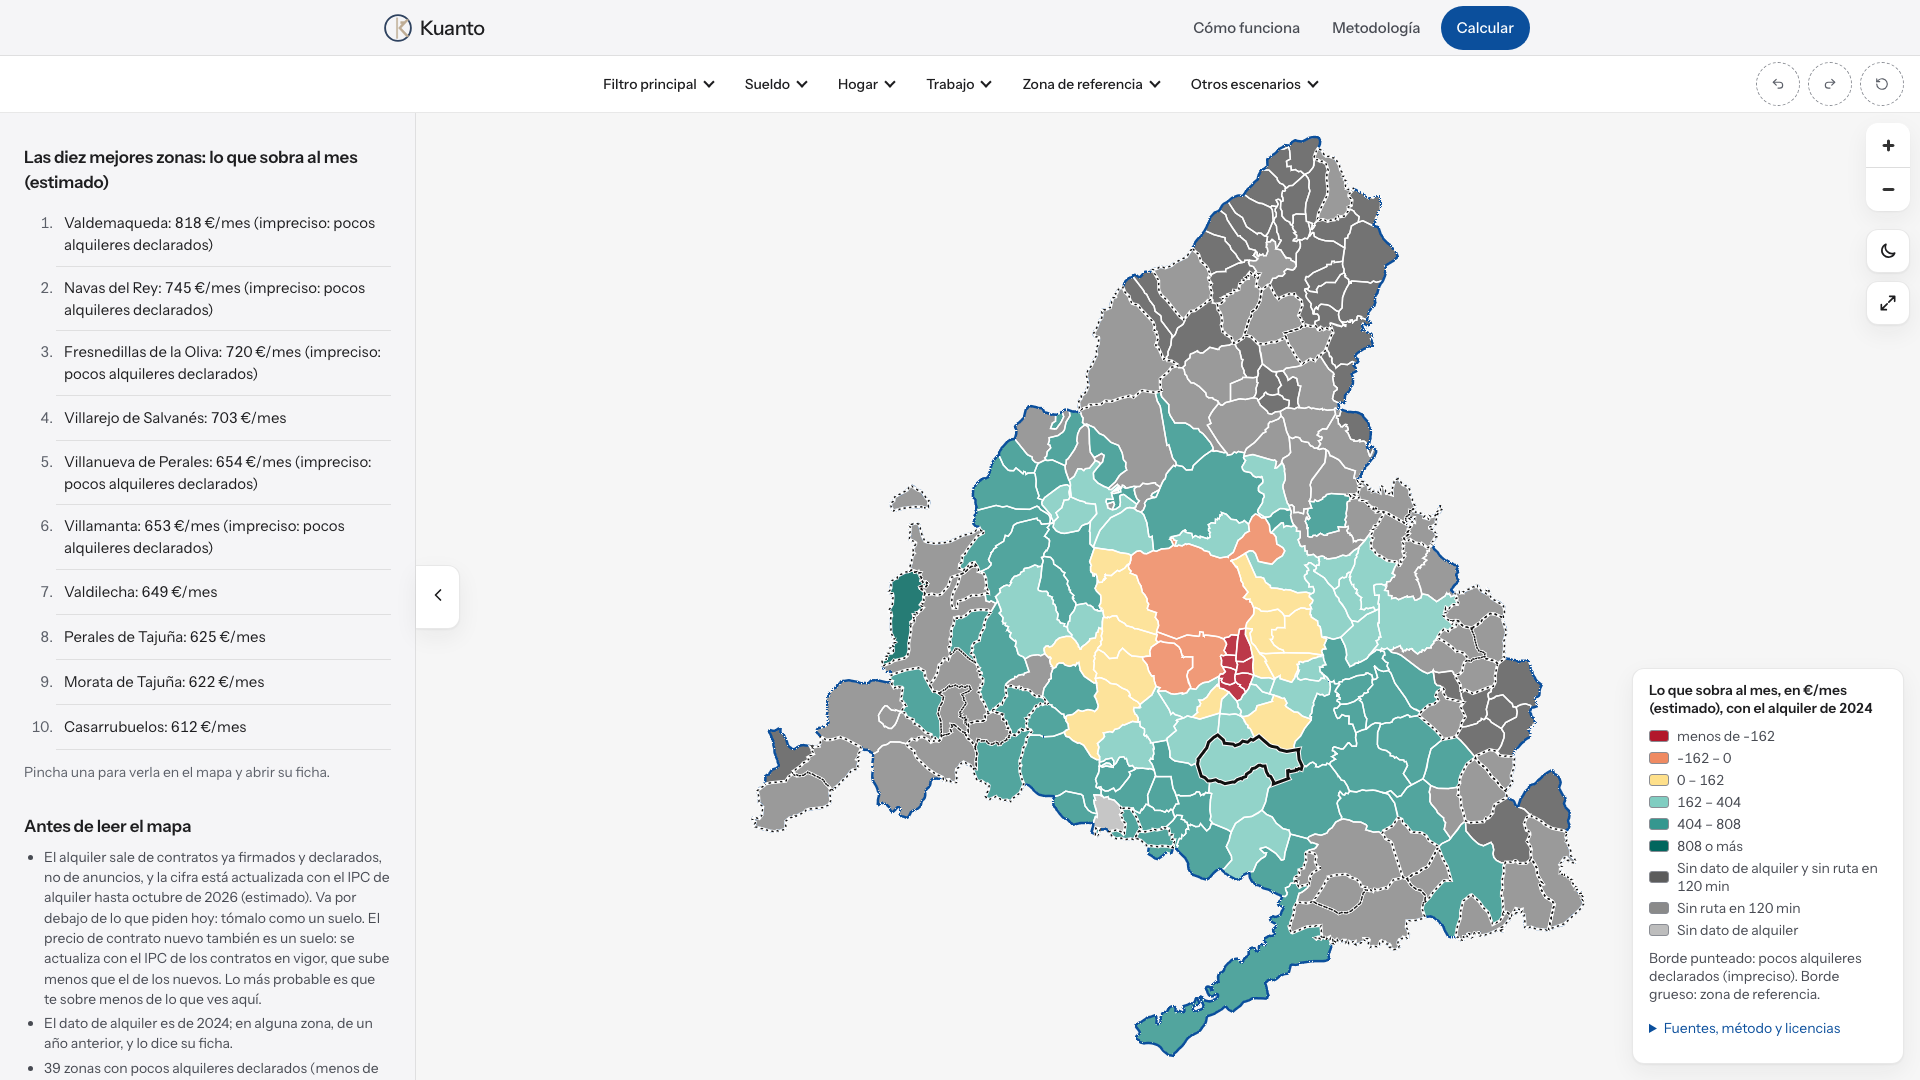 Kuanto
Cómo funciona
Metodología
Calcular
Filtro principal
Sueldo
Hogar
Trabajo
Zona de referencia
Otros escenarios
Las diez mejores zonas: lo que sobra al mes
(estimado)
1. Valdemaqueda: 818 €/mes (impreciso: pocos
alquileres declarados)
2. Navas del Rey: 745 €/mes (impreciso: pocos
alquileres declarados)
3. Fresnedillas de la Oliva: 720 €/mes (impreciso:
pocos alquileres declarados)
4. Villarejo de Salvanés: 703 €/mes
5. Villanueva de Perales: 654 €/mes (impreciso:
pocos alquileres declarados)
6. Villamanta: 653 €/mes (impreciso: pocos
alquileres declarados)
7. Valdilecha: 649 €/mes
8. Perales de Tajuña: 625 €/mes
9. Morata de Tajuña: 622 €/mes
10. Casarrubuelos: 612 €/mes
Pincha una para verla en el mapa y abrir su ficha.
Antes de leer el mapa
El alquiler sale de contratos ya firmados y declarados,
no de anuncios, y la cifra está actualizada con el IPC de
alquiler hasta octubre de 2026 (estimado). Va por
debajo de lo que piden hoy: tómalo como un suelo. El
precio de contrato nuevo también es un suelo: se
actualiza con el IPC de los contratos en vigor, que sube
menos que el de los nuevos. Lo más probable es que
te sobre menos de lo que ves aquí.
El dato de alquiler es de 2024; en alguna zona, de un
año anterior, y lo dice su ficha.
39 zonas con pocos alquileres declarados (menos de
Lo que sobra al mes, en €/mes
(estimado), con el alquiler de 2024
menos de -162
-162 – 0
0 – 162
162 – 404
404 – 808
808 o más
Sin dato de alquiler y sin ruta en
120 min
Sin ruta en 120 min
Sin dato de alquiler
Borde punteado: pocos alquileres
declarados (impreciso). Borde
grueso: zona de referencia.
Fuentes, método y licencias